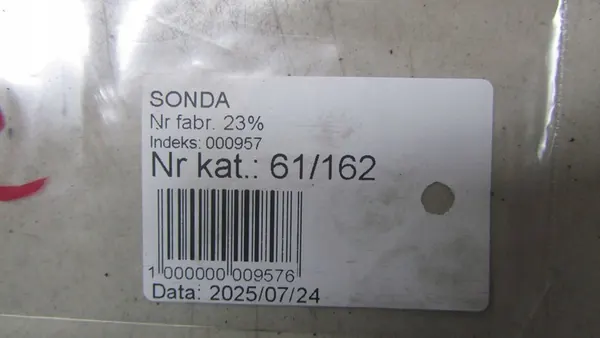 SONDA
Nr fabr. 23%
Indeks: 000957
Nr kat.: 61/162
1 000000 009576
Data: 2025/07/24